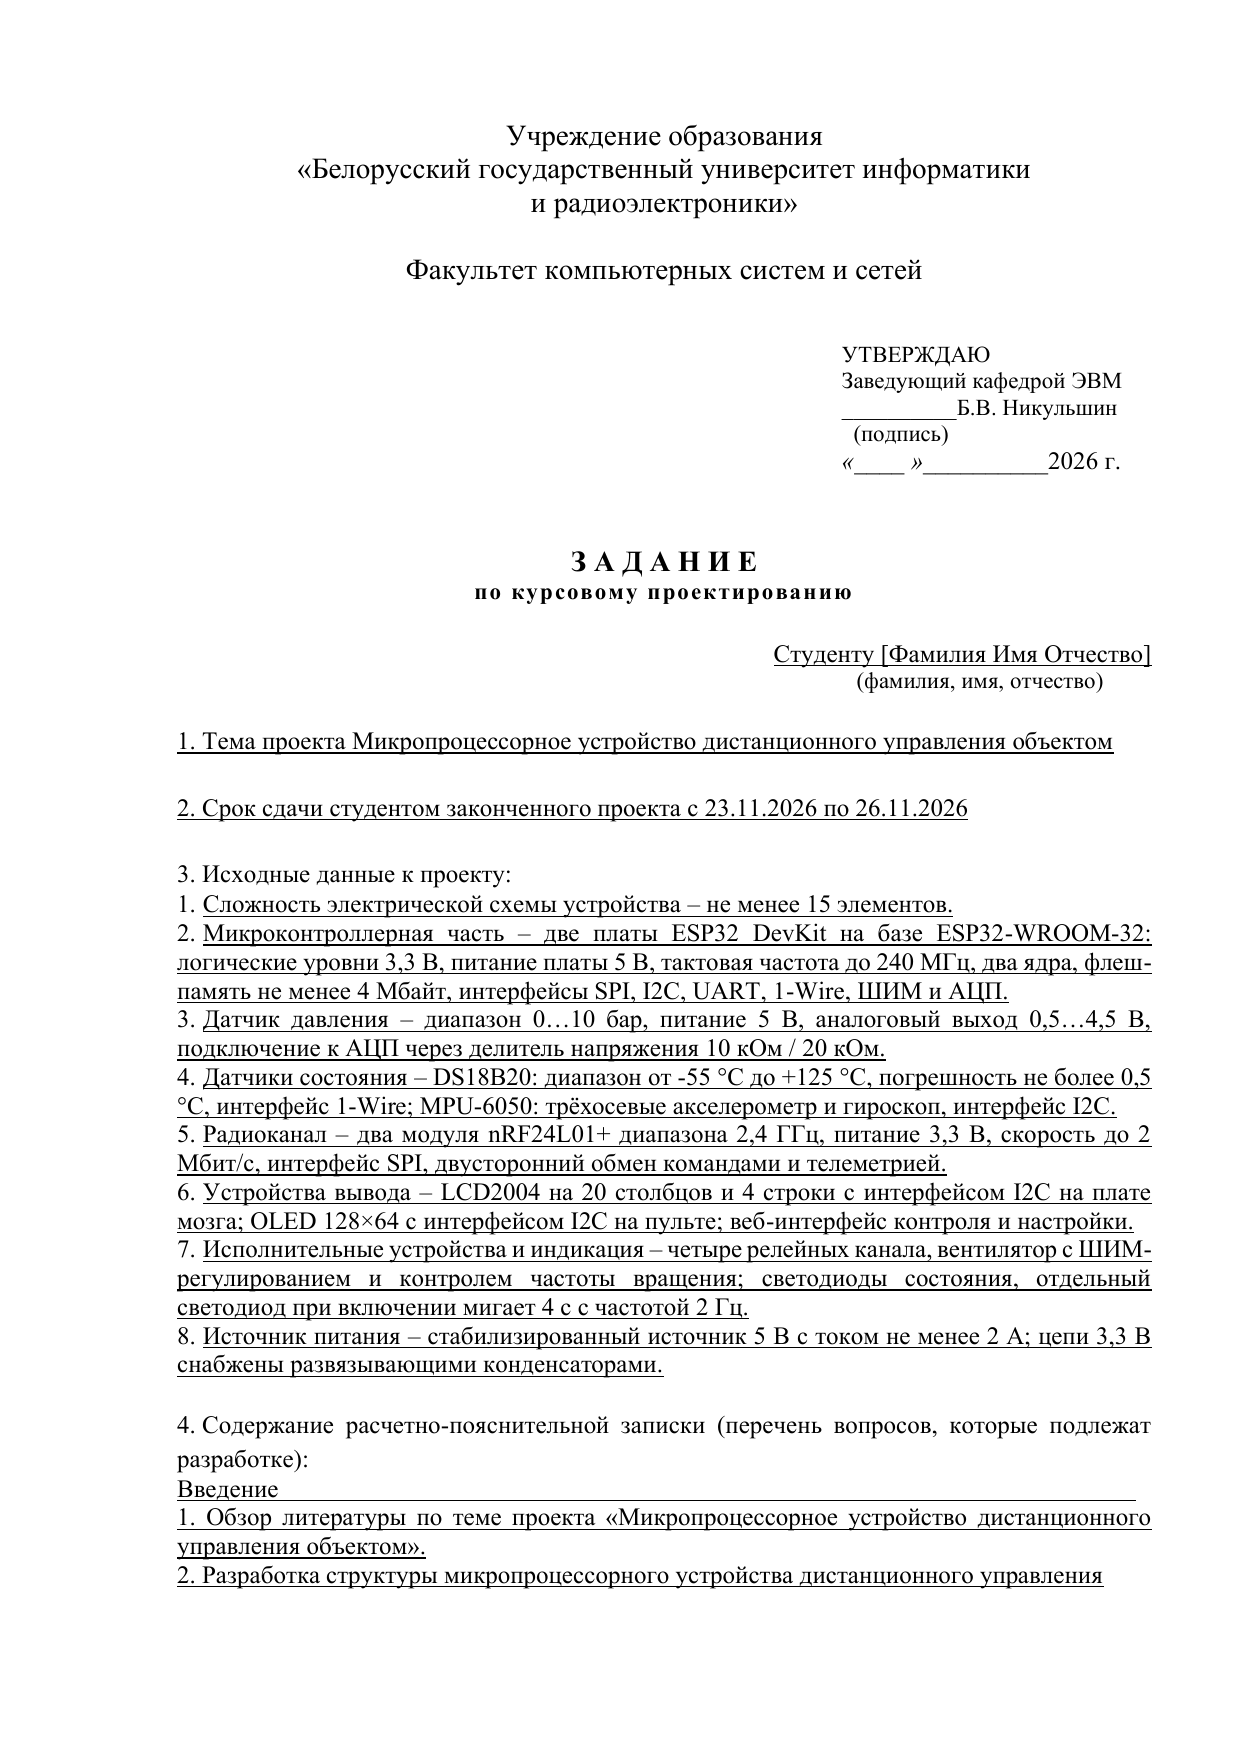 Учреждение образования
«Белорусский государственный университет информатики
и радиоэлектроники»
Факультет компьютерных систем и сетей
УТВЕРЖДАЮ
Заведующий кафедрой ЭВМ
__________Б.В. Никульшин
(подпись)
«____ »__________2026 г.
З А Д А Н И Е
по курсовому проектированию
Студенту [Фамилия Имя Отчество]
(фамилия, имя, отчество)
1. Тема проекта Микропроцессорное устройство дистанционного управления объектом
2. Срок сдачи студентом законченного проекта с 23.11.2026 по 26.11.2026
3. Исходные данные к проекту:
1. Сложность электрической схемы устройства – не менее 15 элементов.
2. Микроконтроллерная часть – две платы ESP32 DevKit на базе ESP32-WROOM-32:
логические уровни 3,3 В, питание платы 5 В, тактовая частота до 240 МГц, два ядра, флеш-
память не менее 4 Мбайт, интерфейсы SPI, I2C, UART, 1-Wire, ШИМ и АЦП.
3. Датчик давления – диапазон 0…10 бар, питание 5 В, аналоговый выход 0,5…4,5 В,
подключение к АЦП через делитель напряжения 10 кОм / 20 кОм.
4. Датчики состояния – DS18B20: диапазон от -55 °C до +125 °C, погрешность не более 0,5
°C, интерфейс 1-Wire; MPU-6050: трёхосевые акселерометр и гироскоп, интерфейс I2C.
5. Радиоканал – два модуля nRF24L01+ диапазона 2,4 ГГц, питание 3,3 В, скорость до 2
Мбит/с, интерфейс SPI, двусторонний обмен командами и телеметрией.
6. Устройства вывода – LCD2004 на 20 столбцов и 4 строки с интерфейсом I2C на плате
мозга; OLED 128×64 с интерфейсом I2C на пульте; веб-интерфейс контроля и настройки.
7. Исполнительные устройства и индикация – четыре релейных канала, вентилятор с ШИМ-
регулированием и контролем частоты вращения; светодиоды состояния, отдельный
светодиод при включении мигает 4 с с частотой 2 Гц.
8. Источник питания – стабилизированный источник 5 В с током не менее 2 А; цепи 3,3 В
снабжены развязывающими конденсаторами.
4. Содержание расчетно-пояснительной записки (перечень вопросов, которые подлежат
разработке):
Введение
1. Обзор литературы по теме проекта «Микропроцессорное устройство дистанционного
управления объектом».
2. Разработка структуры микропроцессорного устройства дистанционного управления